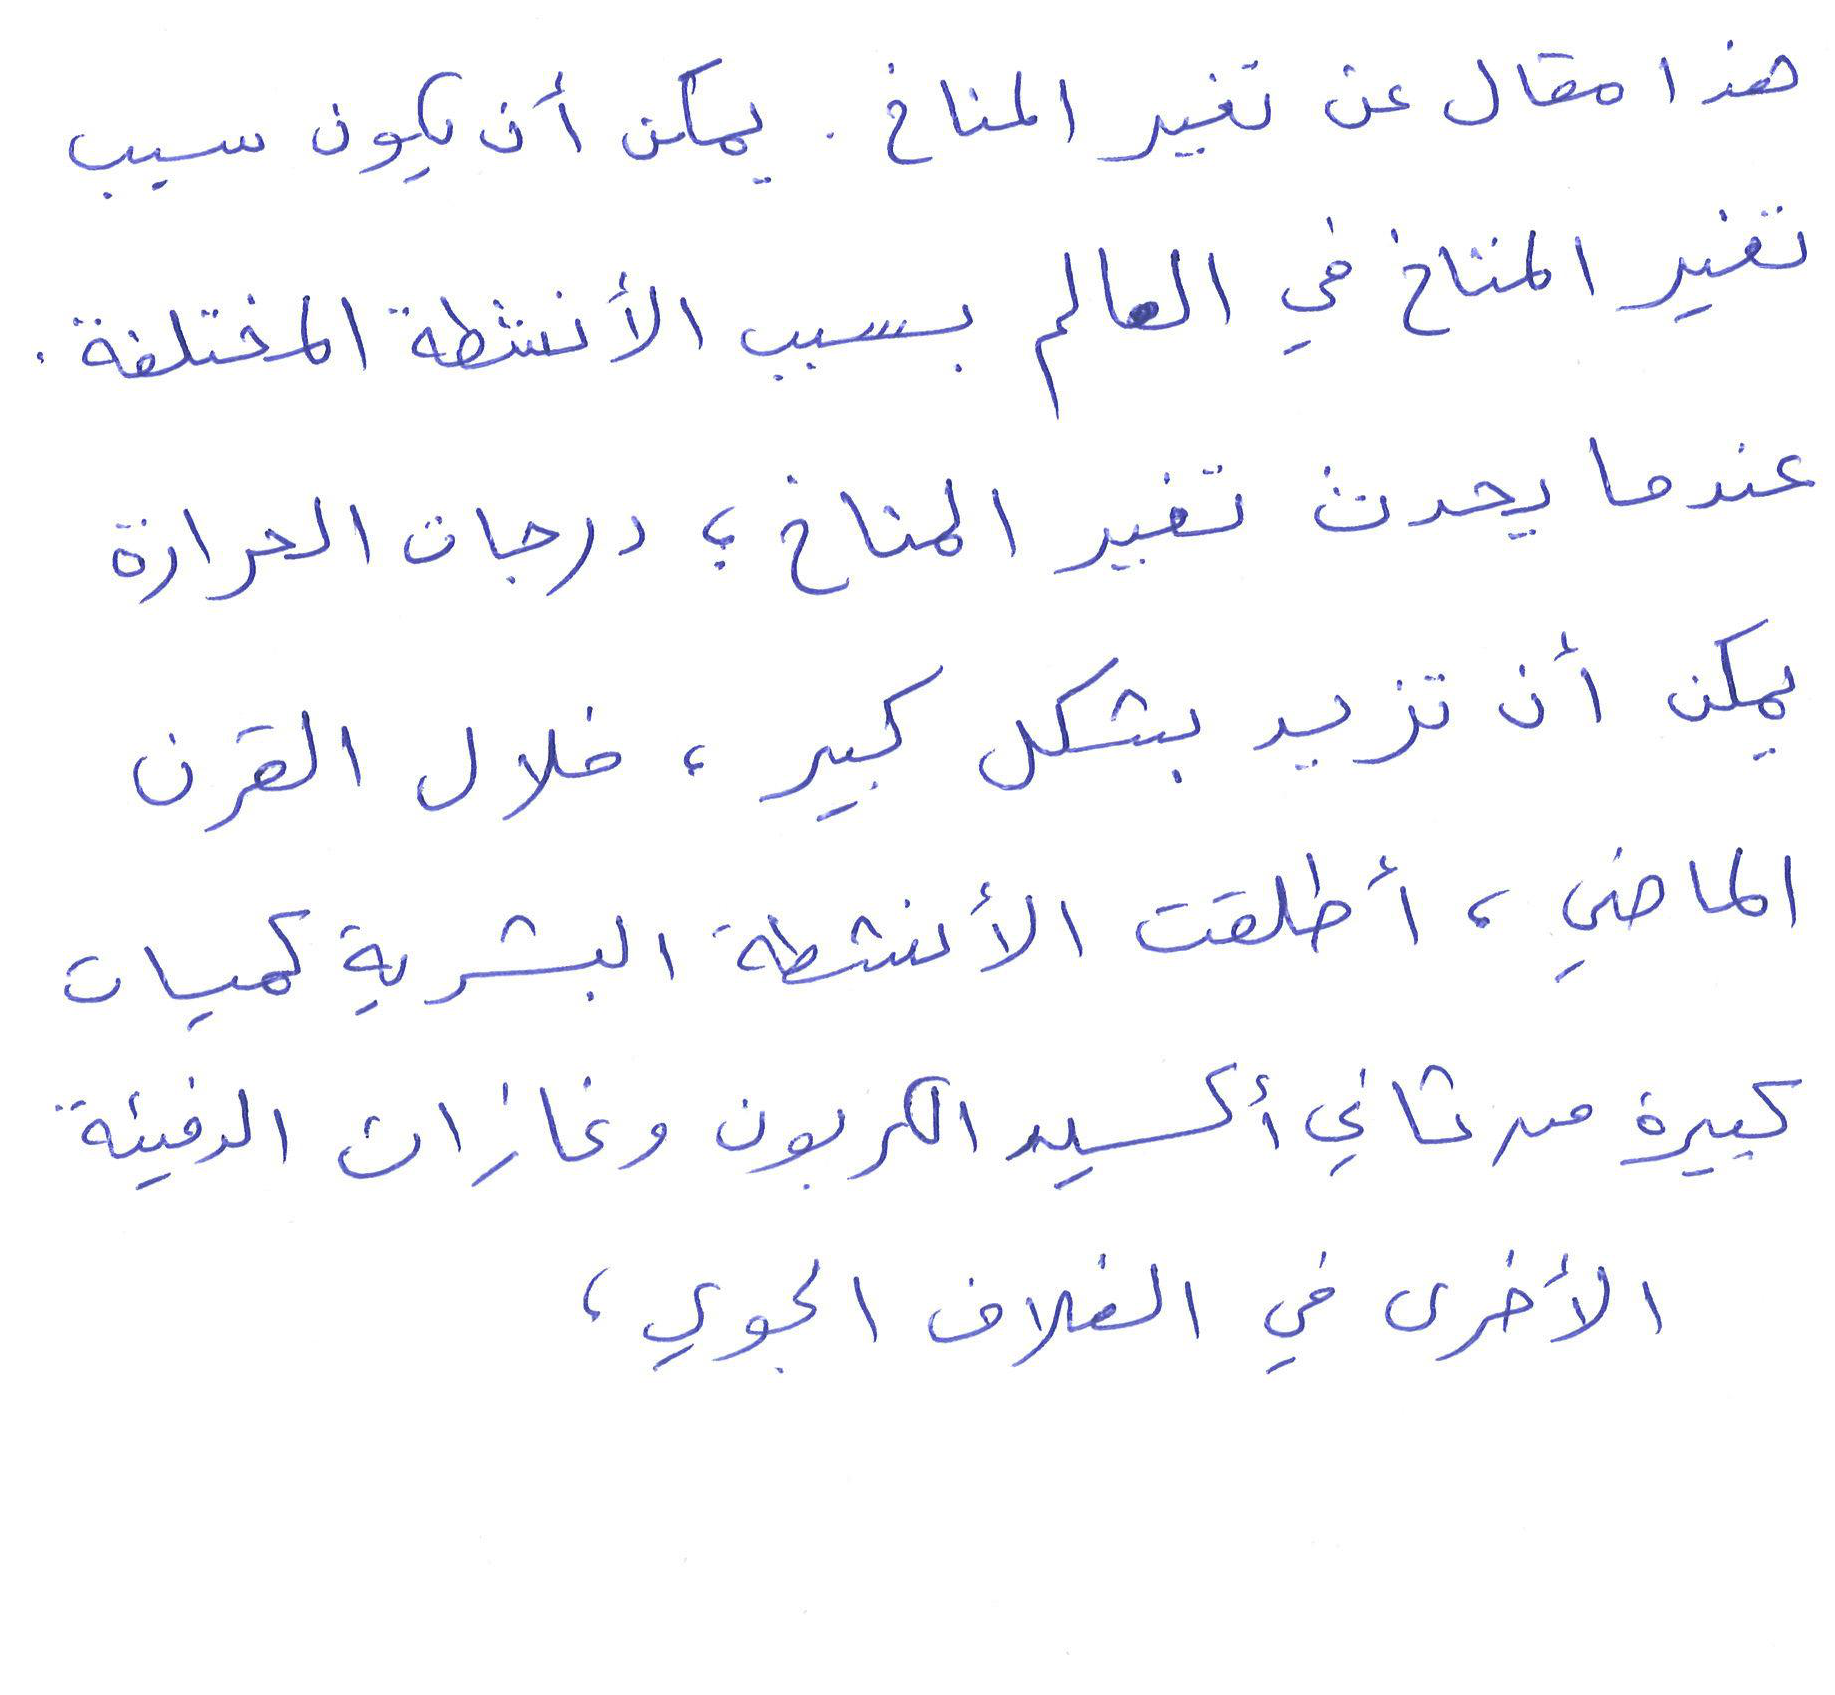 هذا مقال عن تغير المناخ. يمكن أن يكون سبب
تغير المناخ في العالم بسبب الأنشطة المختلفة.
عندما يحدث تغير المناخ؛ درجات الحرارة
يمكن أن تزيد بشكل كبير، خلال القرن
الماضي، أطلقت الأنشطة البشرية كميات
كبيرة من ثاني أكسيد الكربون وغازات الدفيئة
الأخرى في الغلاف الجوي،